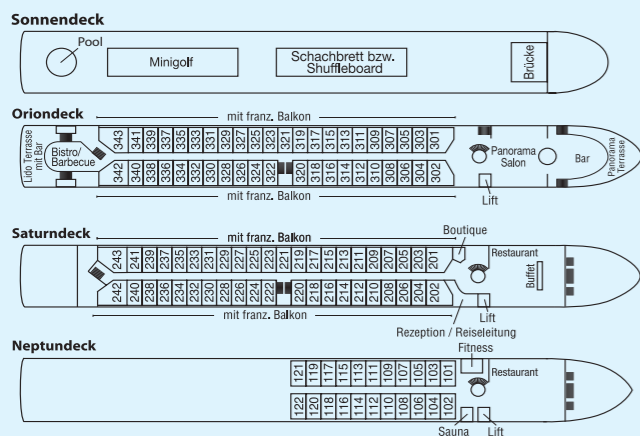 Sonnendeck
Pool
Minigolf
Schachbrett bzw.
Shuffleboard
Brücke
Oriondeck
mit franz. Balkon
Lido Terrasse
mit Bar
Bistro/
Barbecue
343 341 339 337 335 333 331 329 327 325 323 321 319 317 315 313 311 309 307 305 303 301
342 340 338 336 334 332 330 328 326 324 322 320 318 316 314 312 310 308 306 304 302
Panorama
Salon
Bar
Panorama
Terrasse
Lift
mit franz. Balkon
Saturndeck
mit franz. Balkon
Boutique
243 241 239 237 235 233 231 229 227 225 223 221 219 217 215 213 211 209 207 205 203 201
242 240 238 236 234 232 230 228 226 224 222 220 218 216 214 212 210 208 206 204 202
Restaurant
Buffet
Lift
mit franz. Balkon
Rezeption / Reiseleitung
Neptundeck
Fitness
121 119 117 115 113 111 109 107 105 103 101
122 120 118 116 114 112 110 108 106 104 102
Restaurant
Sauna
Lift